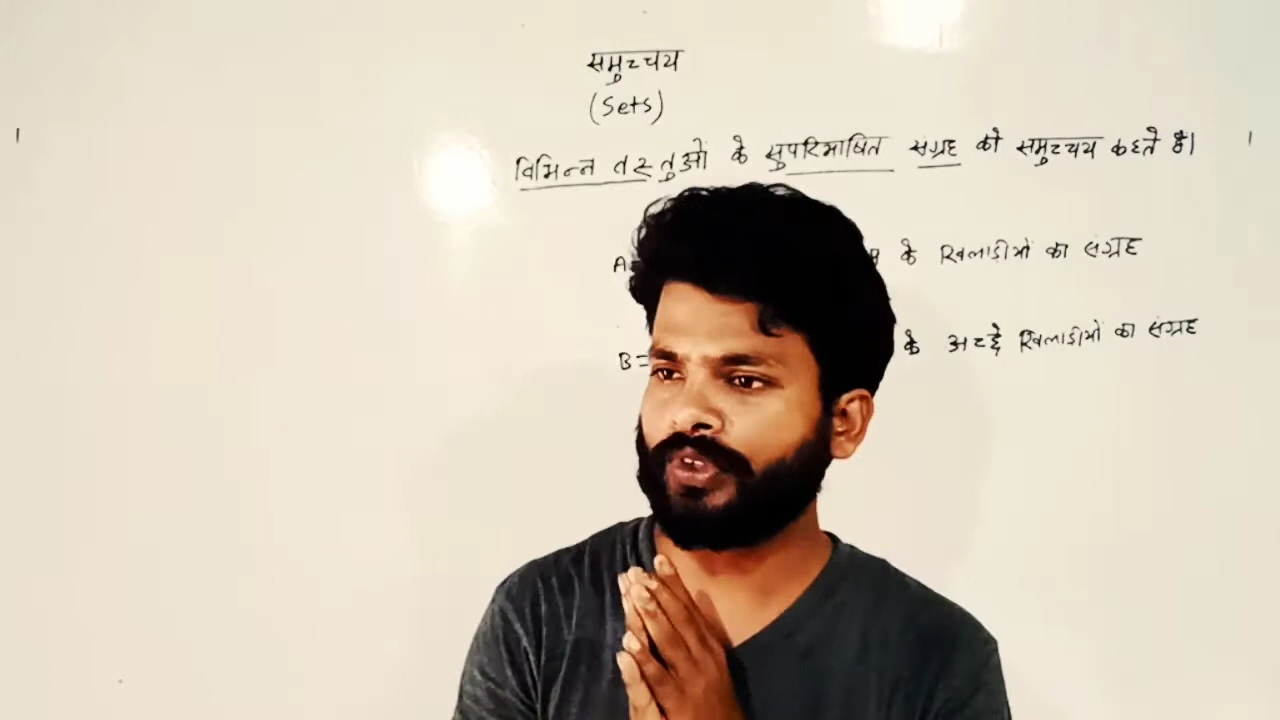 समुच्चय
(Sets)
विभिन्न वस्तुओं के सुपरिभाषित संग्रह को समुच्चय कहते हैं।
A= के खिलाड़ीयों का संग्रह
B= के अच्छे खिलाडीयों का संग्रह